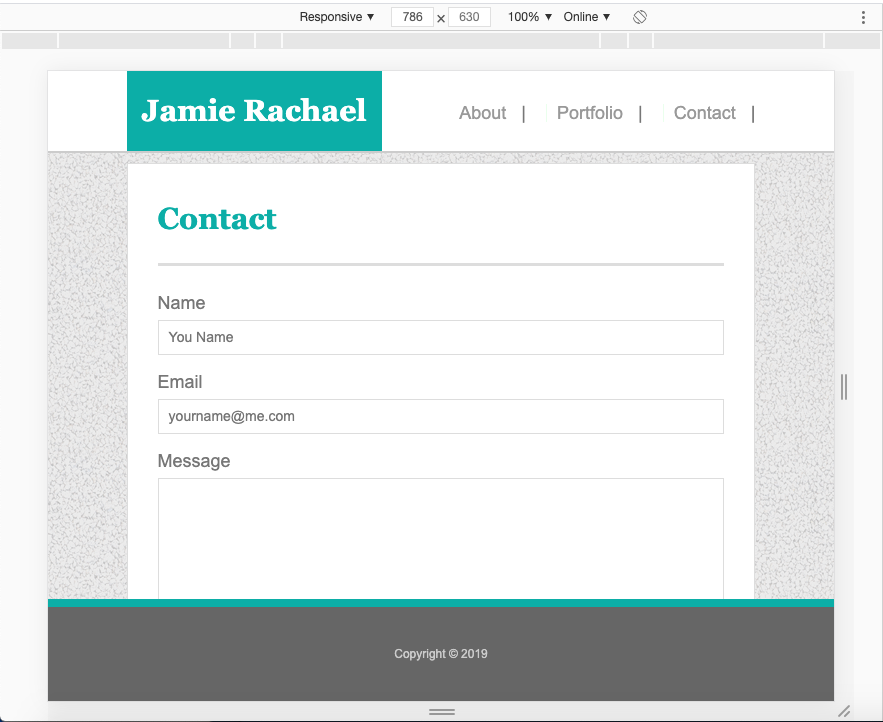 Responsive ▼ 786 × 630 100% ▼ Online ▼
Jamie Rachael
About | Portfolio | Contact |
Contact
Name
You Name
Email
yourname@me.com
Message
Copyright © 2019